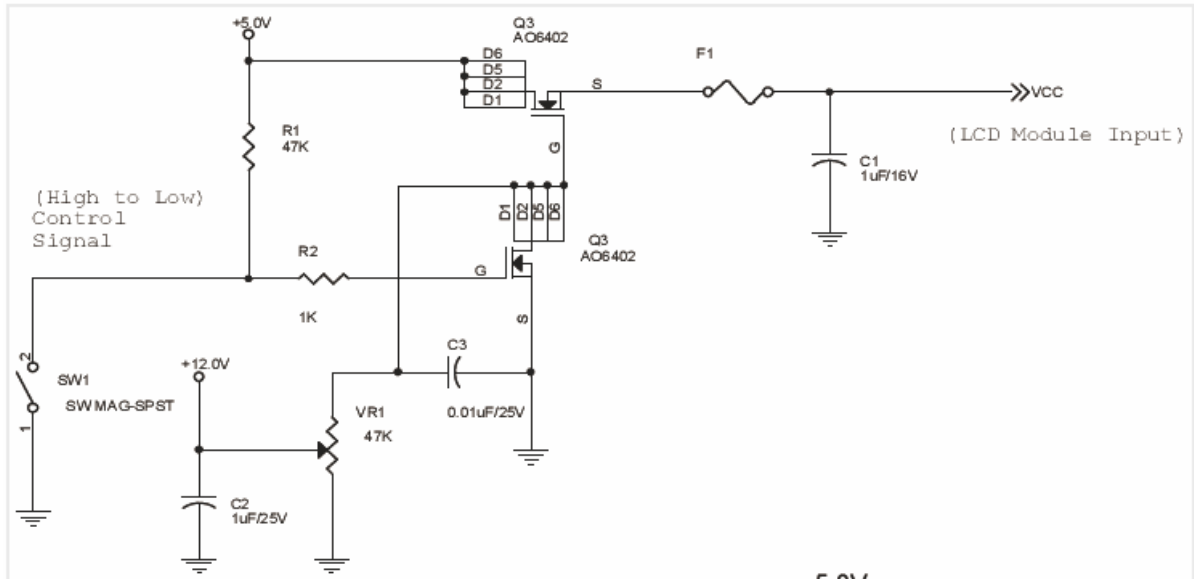 +5.0V
Q3
AO6402
D6
D5
D2
D1
S
G
F1
VCC
(LCD Module Input)
R1
47K
C1
1uF/16V
(High to Low)
Control
Signal
D1
D2
D5
D6
Q3
AO6402
R2
1K
G
S
C3
0.01uF/25V
+12.0V
2
SW1
SWMAG-SPST
1
VR1
47K
C2
1uF/25V